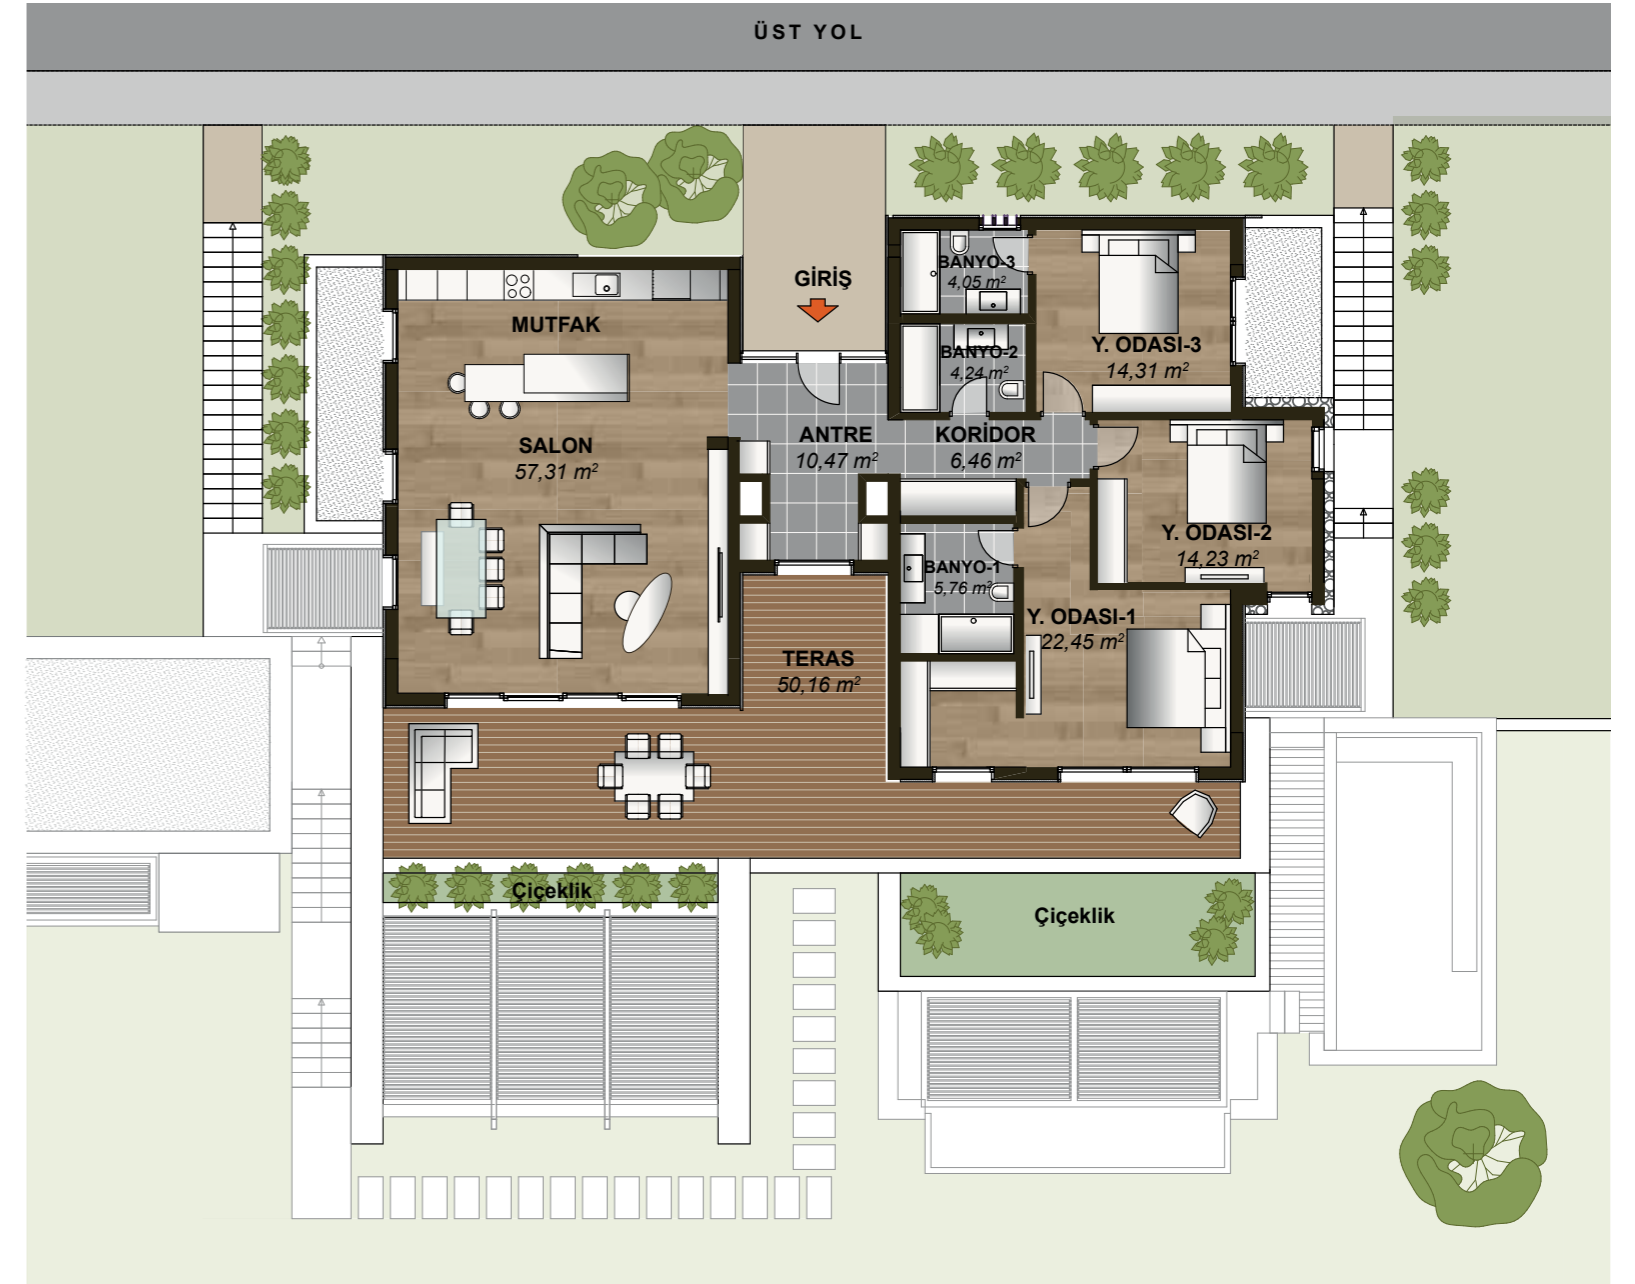 ÜST YOL
GİRİŞ
MUTFAK
SALON
57,31 m²
ANTRE
10,47 m²
KORİDOR
6,46 m²
BANYO-3
4,05 m²
BANYO-2
4,24 m²
Y. ODASI-3
14,31 m²
Y. ODASI-2
14,23 m²
BANYO-1
5,76 m²
Y. ODASI-1
22,45 m²
TERAS
50,16 m²
Çiçeklik
Çiçeklik